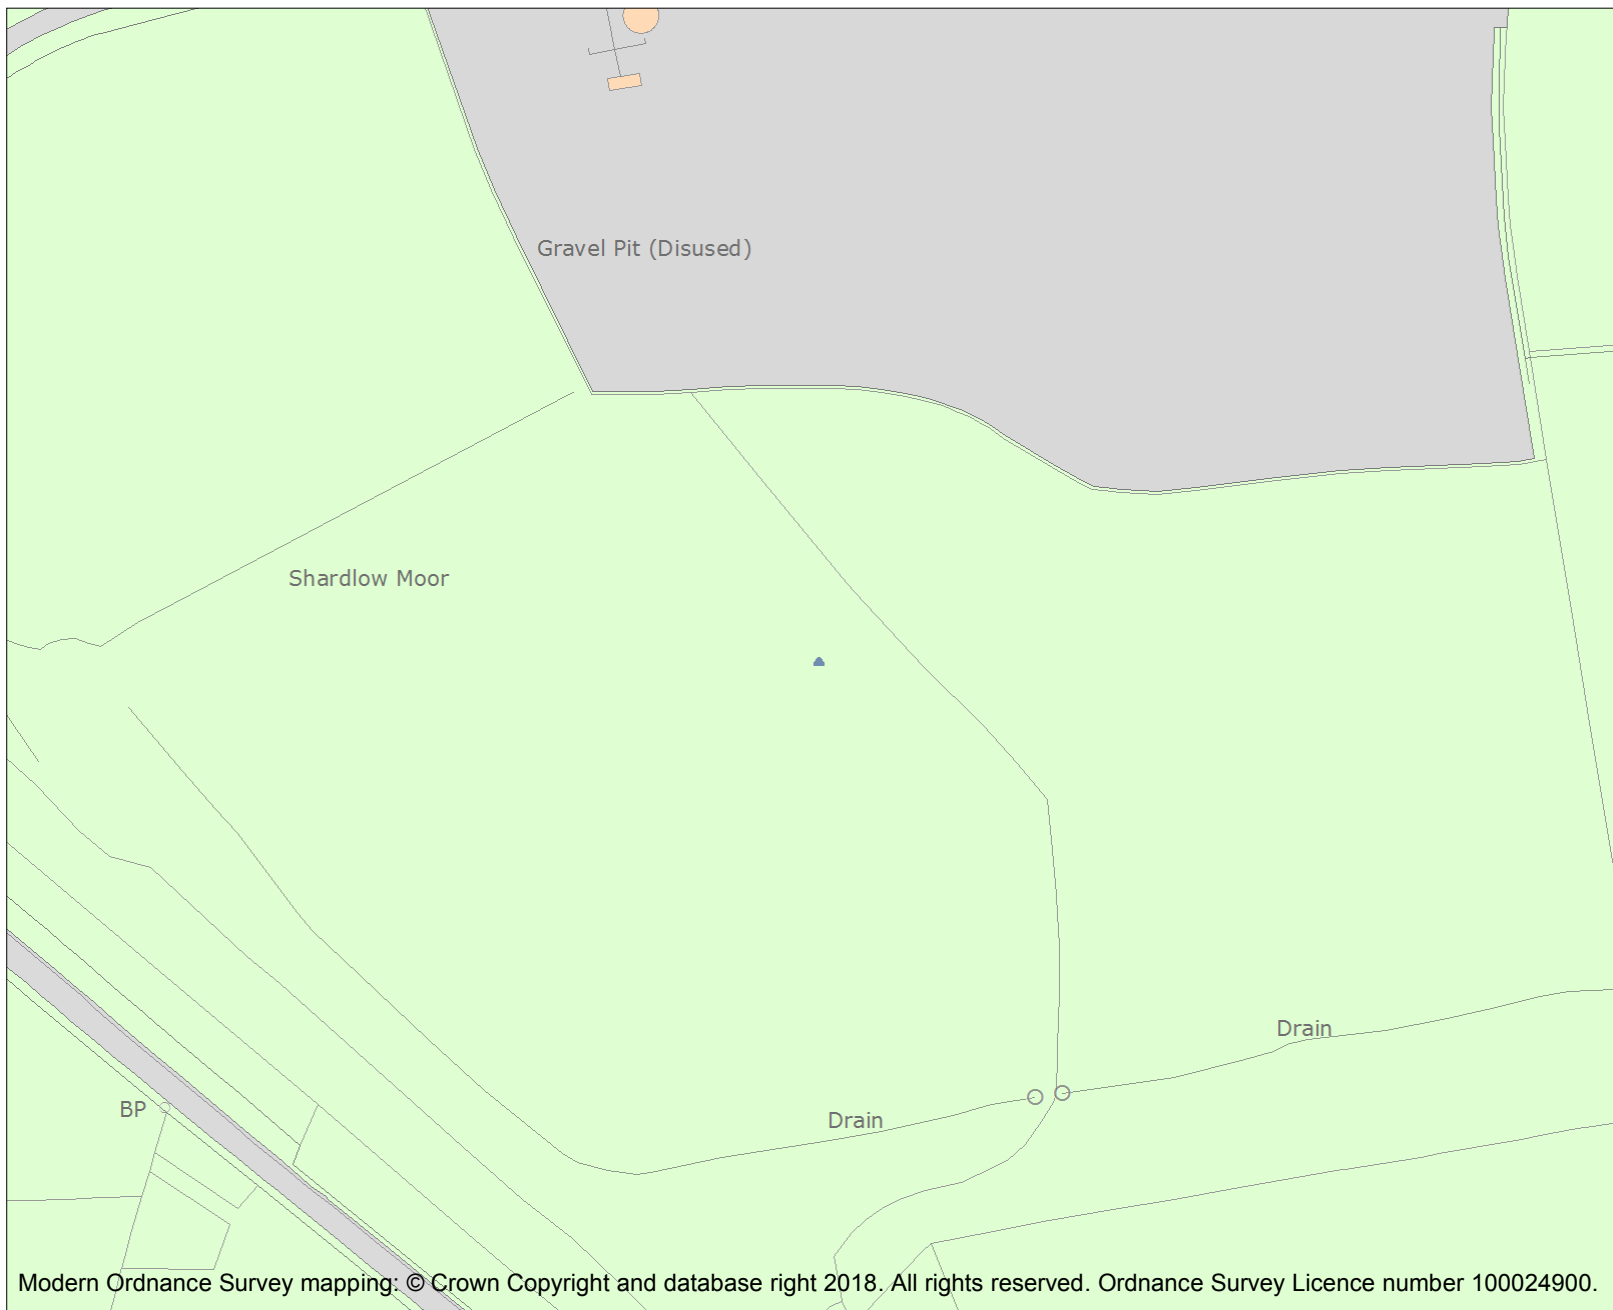 Gravel Pit (Disused)
Shardlow Moor
Drain
BP
Drain
Modern Ordnance Survey mapping: © Crown Copyright and database right 2018. All rights reserved. Ordnance Survey Licence number 100024900.